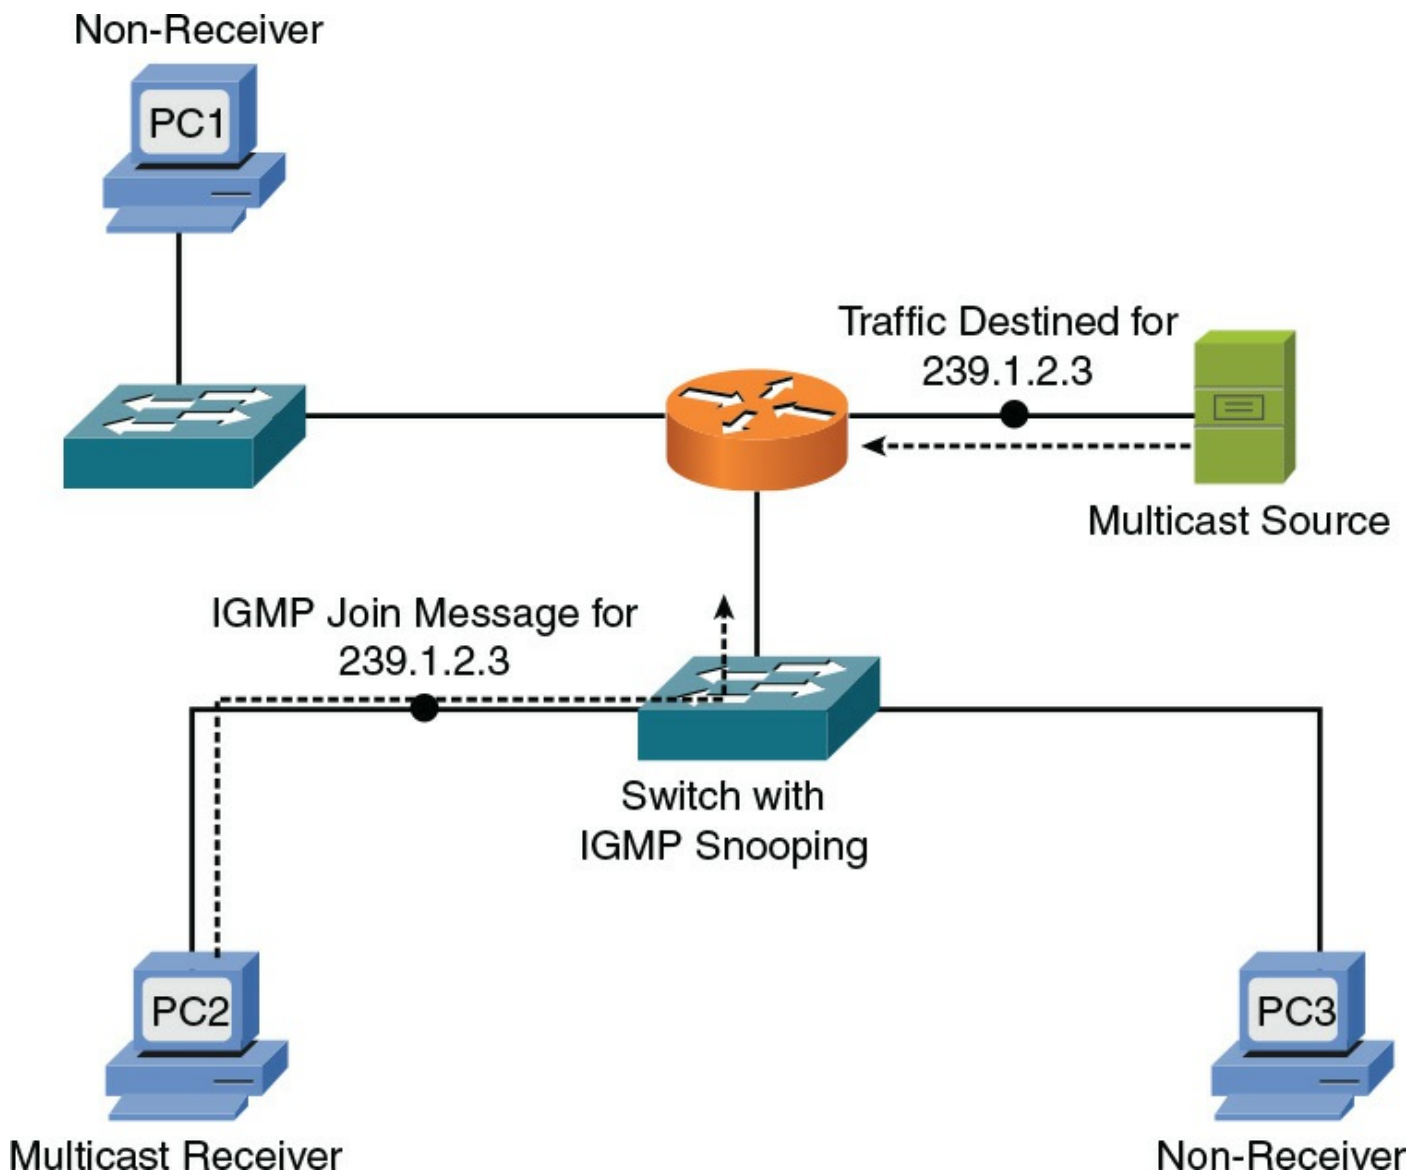 Non-Receiver
PC1
Traffic Destined for
239.1.2.3
Multicast Source
IGMP Join Message for
239.1.2.3
Switch with
IGMP Snooping
PC2
PC3
Multicast Receiver
Non-Receiver